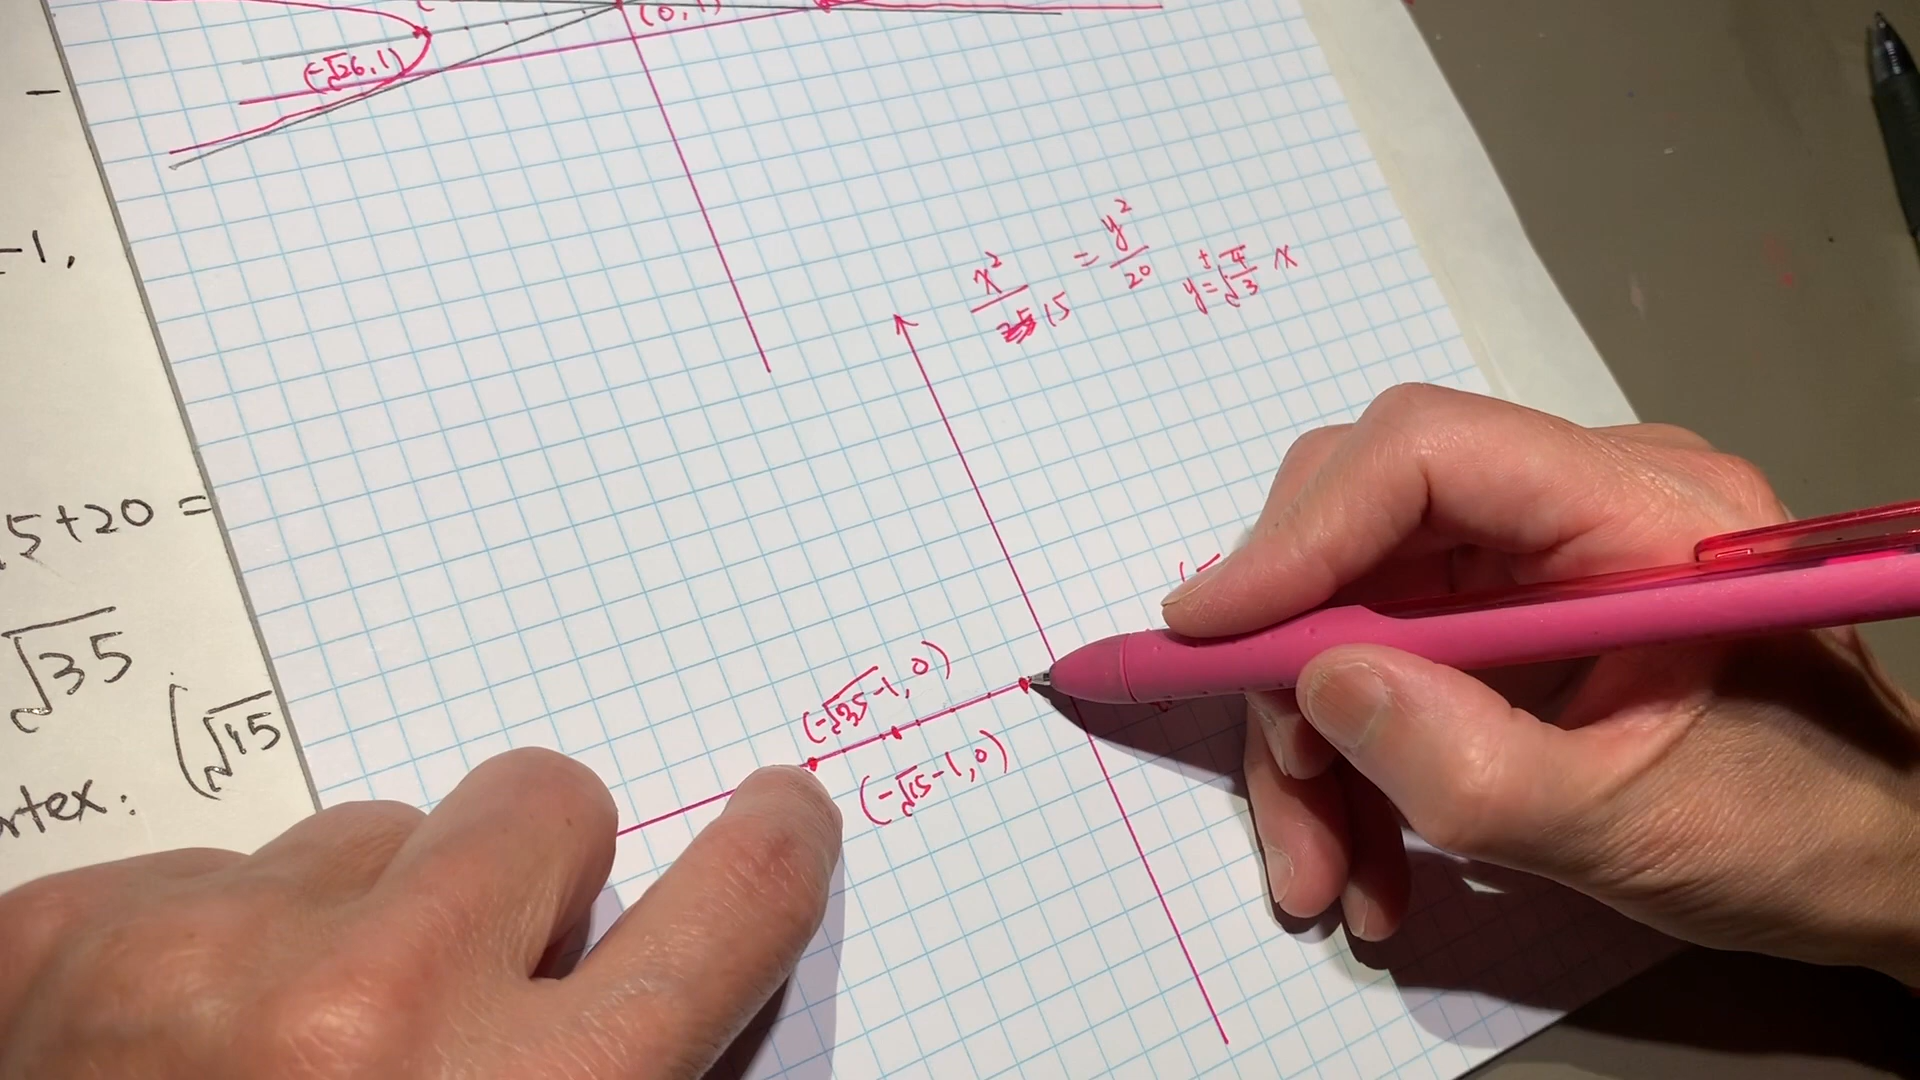 (0,1)
(-√26, 1)
-1,
x²/15 = y²/20
y = ±√4/√3 x
5+20 =
√35
(√15
rtex:
(-√35-1, 0)
(-√15-1, 0)